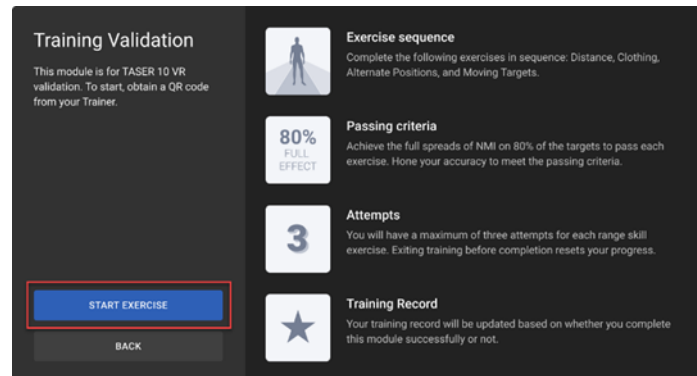 Training Validation
This module is for TASER 10 VR
validation. To start, obtain a QR code
from your Trainer.
START EXERCISE
BACK
Exercise sequence
Complete the following exercises in sequence: Distance, Clothing,
Alternate Positions, and Moving Targets.
80%
FULL
EFFECT
Passing criteria
Achieve the full spreads of NMI on 80% of the targets to pass each
exercise. Hone your accuracy to meet the passing criteria.
3
Attempts
You will have a maximum of three attempts for each range skill
exercise. Exiting training before completion resets your progress.
Training Record
Your training record will be updated based on whether you complete
this module successfully or not.